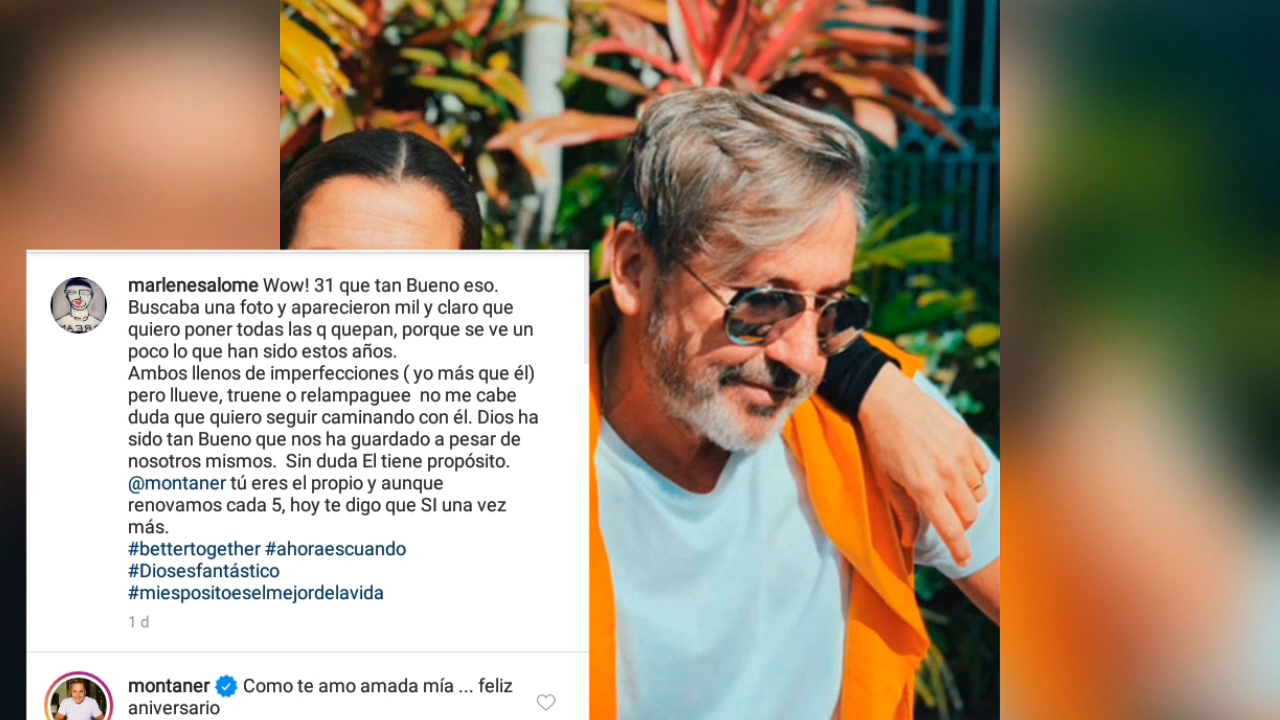 marlenesalome Wow! 31 que tan Bueno eso.
Buscaba una foto y aparecieron mil y claro que
quiero poner todas las q quepan, porque se ve un
poco lo que han sido estos años.
Ambos llenos de imperfecciones ( yo más que él)
pero llueve, truene o relampaguee no me cabe
duda que quiero seguir caminando con él. Dios ha
sido tan Bueno que nos ha guardado a pesar de
nosotros mismos. Sin duda El tiene propósito.
@montaner tú eres el propio y aunque
renovamos cada 5, hoy te digo que SI una vez
más.
#bettertogether #ahoraescuando
#Diosesfantástico
#miespositoeselmejordelavida
1 d
montaner Como te amo amada mía ... feliz
aniversario